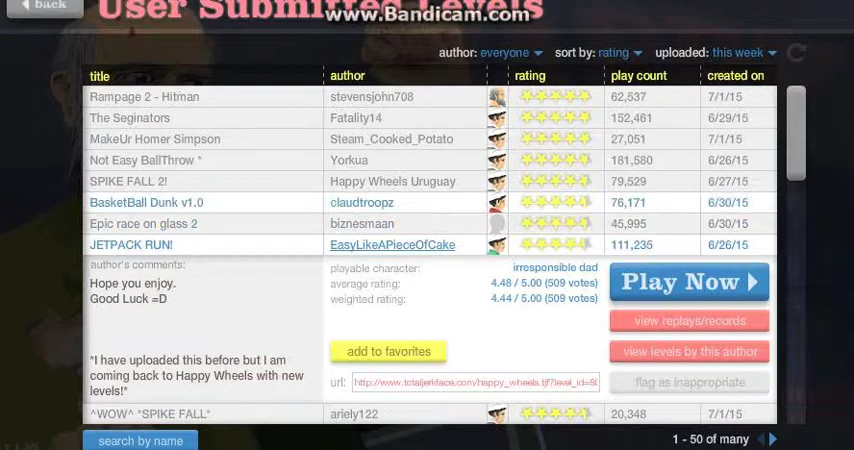 back
User Submitted Levels
www.Bandicam.com
author: everyone sort by: rating uploaded: this week
title author rating play count created on
Rampage 2 - Hitman stevensjohn708 62,537 7/1/15
The Seginators Fatality14 152,461 6/29/15
MakeUr Homer Simpson Steam_Cooked_Potato 27,051 7/1/15
Not Easy BallThrow * Yorkua 181,580 6/26/15
SPIKE FALL 2! Happy Wheels Uruguay 79,529 6/27/15
BasketBall Dunk v1.0 claudtroopz 76,171 6/30/15
Epic race on glass 2 biznesmaan 45,995 6/30/15
JETPACK RUN! EasyLikeAPieceOfCake 111,235 6/26/15
author's comments:
Hope you enjoy.
Good Luck =D
*I have uploaded this before but I am
coming back to Happy Wheels with new
levels!*
playable character: irresponsible dad
average rating: 4.48 / 5.00 (509 votes)
weighted rating: 4.44 / 5.00 (509 votes)
add to favorites
url: http://www.totaljerkface.com/happy_wheels.tjf?level_id=
Play Now
view replays/records
view levels by this author
flag as inappropriate
^WOW^ *SPIKE FALL* ariely122 20,348 7/1/15
search by name
1 - 50 of many